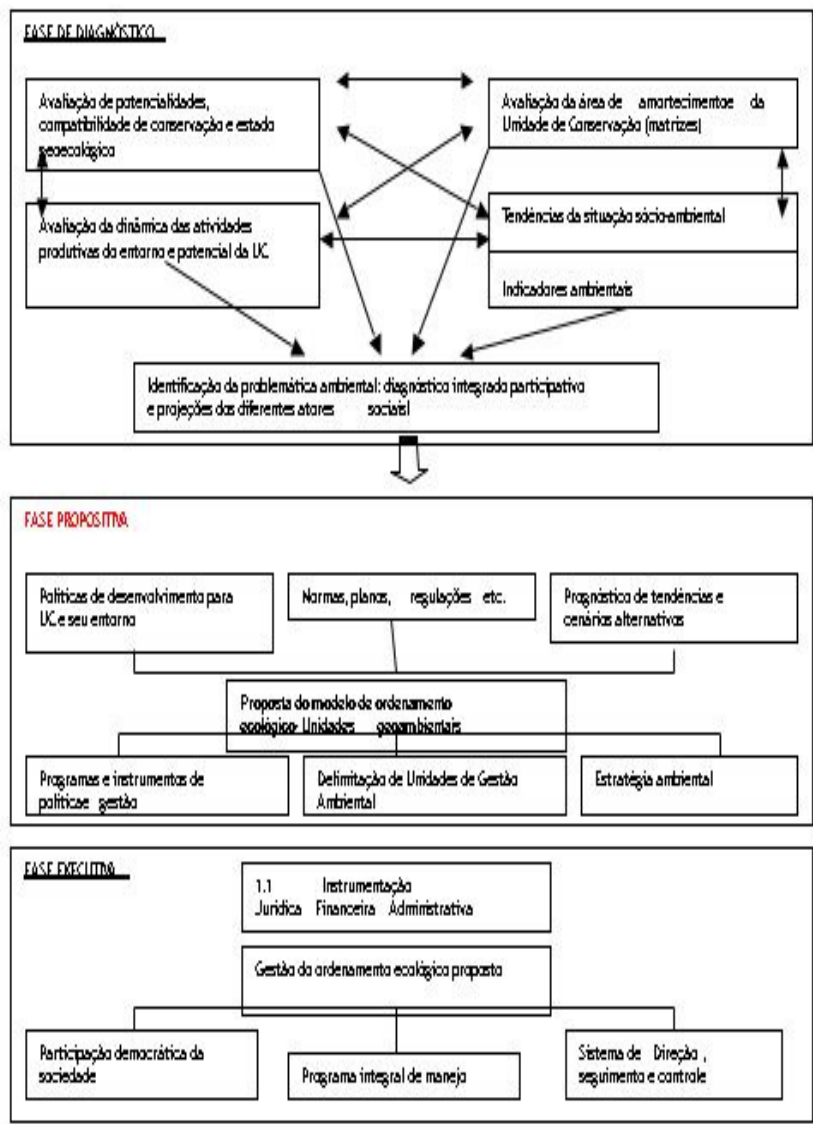 FASE DE DIAGNÓSTICO
Avaliação de potencialidades,
compatibilidade de conservação e estado
geoecológico
Avaliação da área de amortecimentoe da
Unidade de Conservação (matrizes)
Avaliação da dinâmica das atividades
produtivas do entorno e potencial da UC
Tendências da situação sócio-ambiental
Indicadores ambientais
Identificação da problemática ambiental: diagnóstico integrado participativo
e projeções dos diferentes atores sociaisl
FASE PROPOSITIVA
Políticas de desenvolvimento para
UC e seu entorno
Normas, planos, regulações etc.
Prognóstico de tendências e
cenários alternativos
Proposta do modelo de ordenamento
ecológico- Unidades geoambientais
Programas e instrumentos de
políticae gestão
Delimitação de Unidades de Gestão
Ambiental
Estratégia ambiental
FASE EXECUTIVA
1.1 Instrumentação
Jurídica Financeira Administrativa
Gestão do ordenamento ecológico proposto
Participação democrática da
sociedade
Programa integral de manejo
Sistema de Direção ,
seguimento e controle